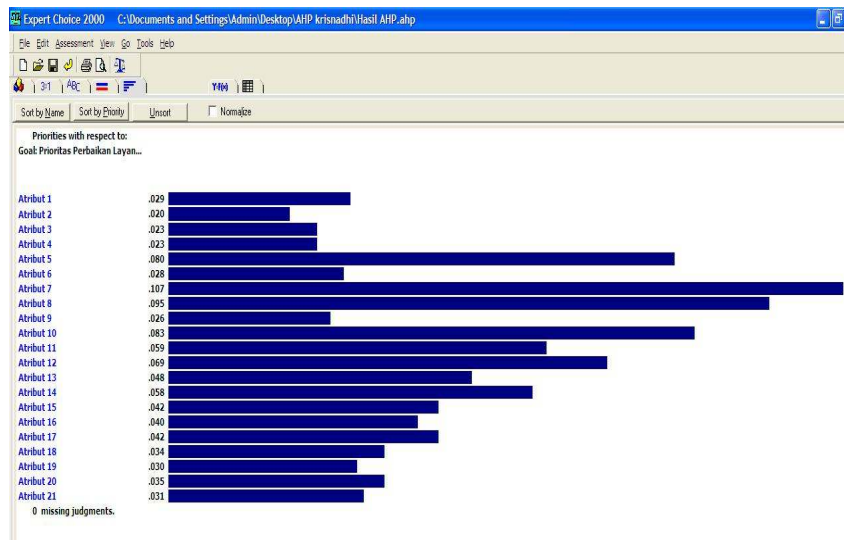 Expert Choice 2000 C:\Documents and Settings\Admin\Desktop\AHP krisnadhi\Hasil AHP.ahp
File Edit Assessment View Go Tools Help
3:1 ABC Y=f(x)
Sort by Name Sort by Priority Unsort Normalize
Priorities with respect to:
Goal: Prioritas Perbaikan Layan...
Atribut 1 .029
Atribut 2 .020
Atribut 3 .023
Atribut 4 .023
Atribut 5 .080
Atribut 6 .028
Atribut 7 .107
Atribut 8 .095
Atribut 9 .026
Atribut 10 .083
Atribut 11 .059
Atribut 12 .069
Atribut 13 .048
Atribut 14 .058
Atribut 15 .042
Atribut 16 .040
Atribut 17 .042
Atribut 18 .034
Atribut 19 .030
Atribut 20 .035
Atribut 21 .031
0 missing judgments.